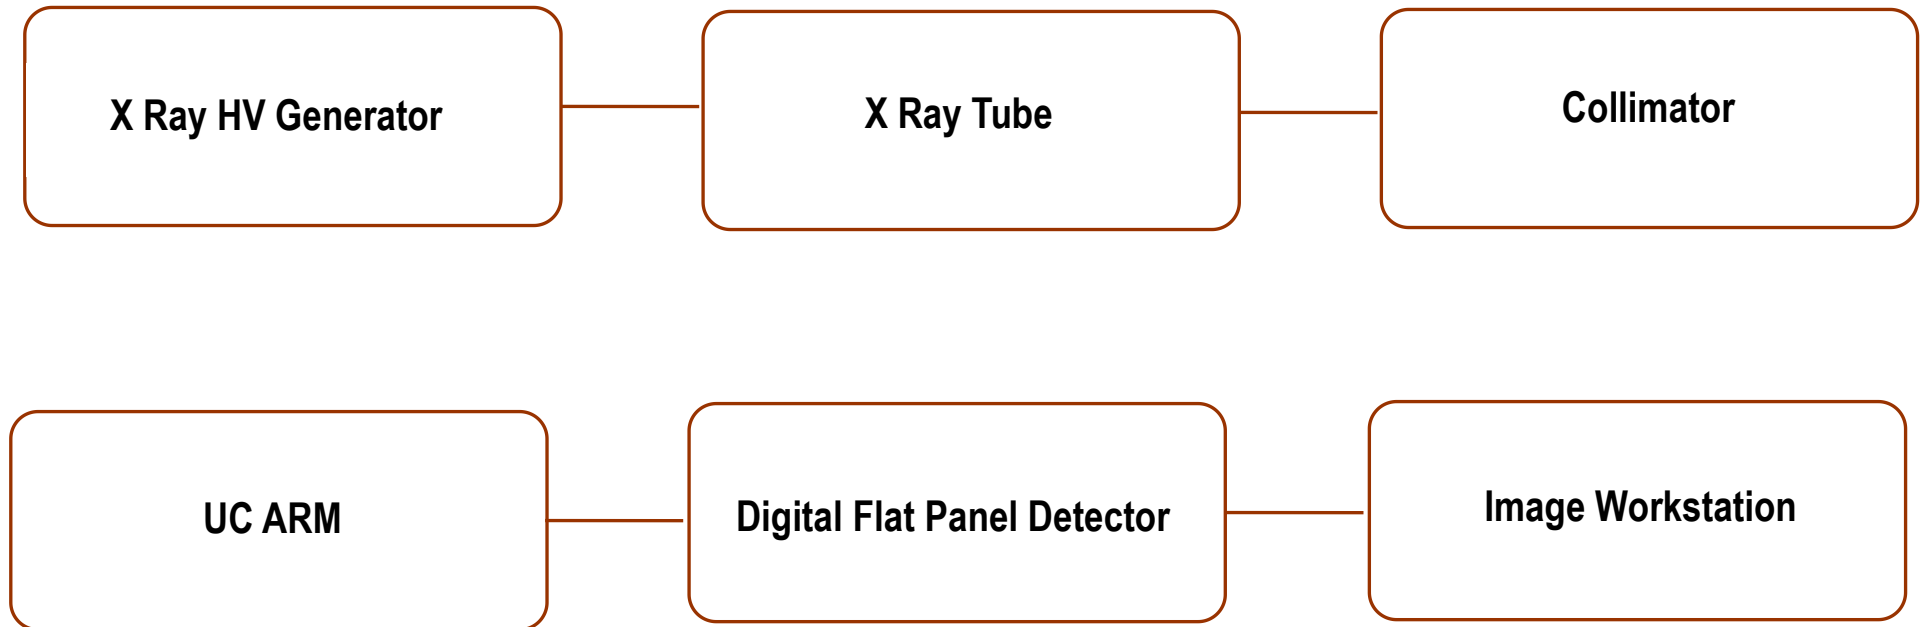 X Ray HV Generator
X Ray Tube
Collimator
UC ARM
Digital Flat Panel Detector
Image Workstation